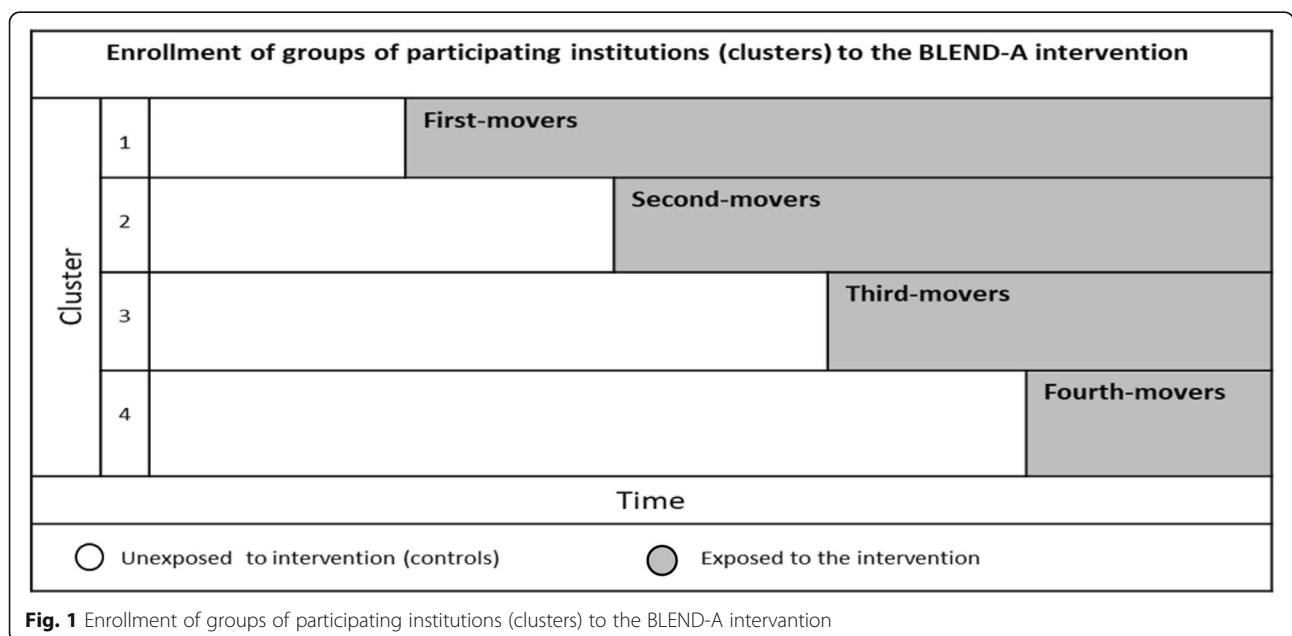 Enrollment of groups of participating institutions (clusters) to the BLEND-A intervention
Cluster
1
First-movers
2
Second-movers
3
Third-movers
4
Fourth-movers
Time
Unexposed to intervention (controls)
Exposed to the intervention
Fig. 1 Enrollment of groups of participating institutions (clusters) to the BLEND-A intervantion